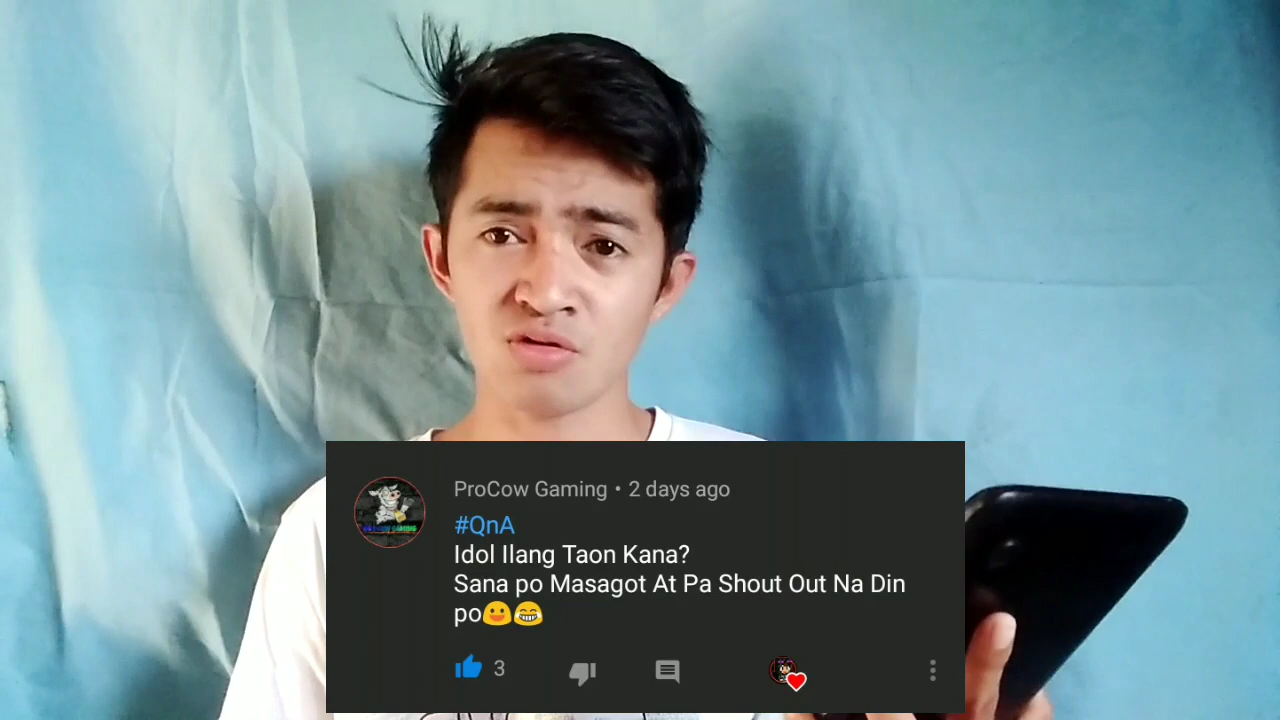 ProCow Gaming • 2 days ago
#QnA
Idol Ilang Taon Kana?
Sana po Masagot At Pa Shout Out Na Din
po😃😂
3